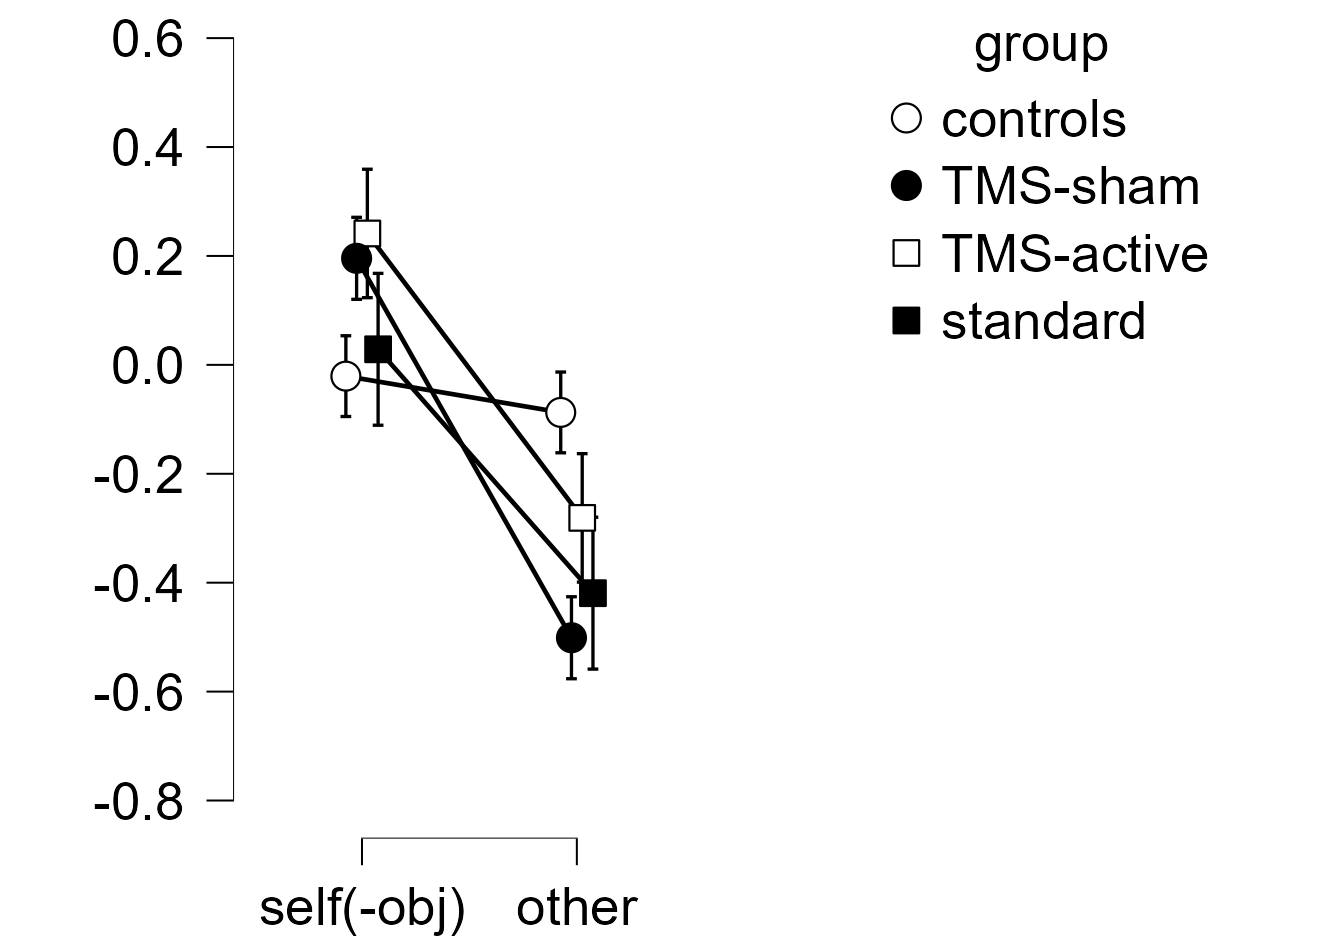 0.6
0.4
0.2
0.0
-0.2
-0.4
-0.6
-0.8
self(-obj) other
group
controls
TMS-sham
TMS-active
standard